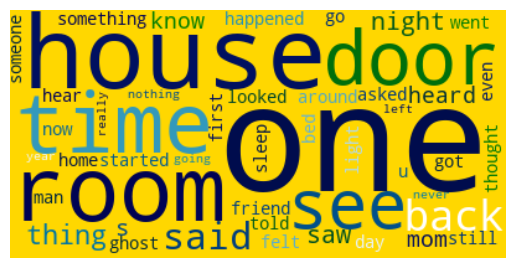 someone something know happened go night went
house door
hear really nothing looked around asked heard even
now time first left
year home started going sleep bed light one got thought
man room friend u never
told see back
thing s said felt saw day mom still
ghost